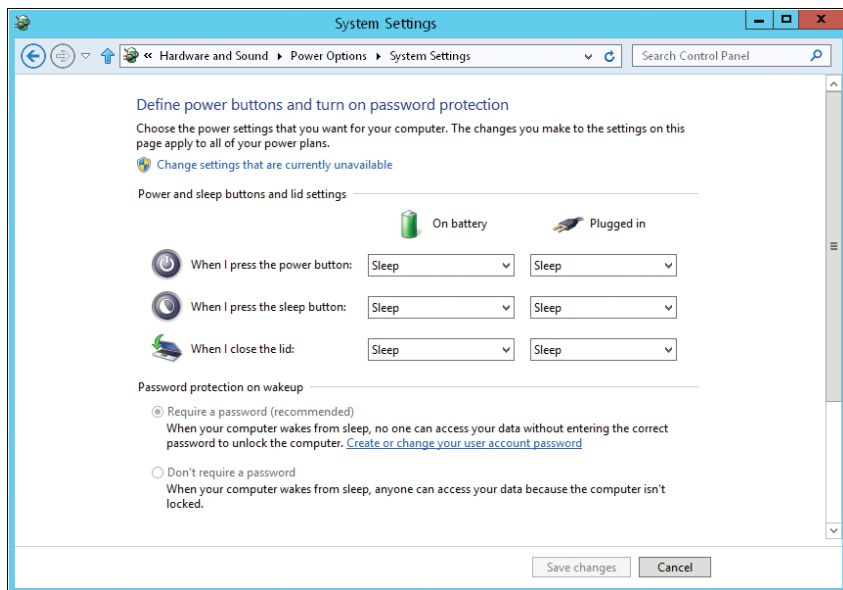 System Settings
« Hardware and Sound Power Options System Settings
Search Control Panel
Define power buttons and turn on password protection
Choose the power settings that you want for your computer. The changes you make to the settings on this
page apply to all of your power plans.
Change settings that are currently unavailable
Power and sleep buttons and lid settings
On battery Plugged in
When I press the power button: Sleep Sleep
When I press the sleep button: Sleep Sleep
When I close the lid: Sleep Sleep
Password protection on wakeup
Require a password (recommended)
When your computer wakes from sleep, no one can access your data without entering the correct
password to unlock the computer. Create or change your user account password
Don't require a password
When your computer wakes from sleep, anyone can access your data because the computer isn't
locked.
Save changes Cancel